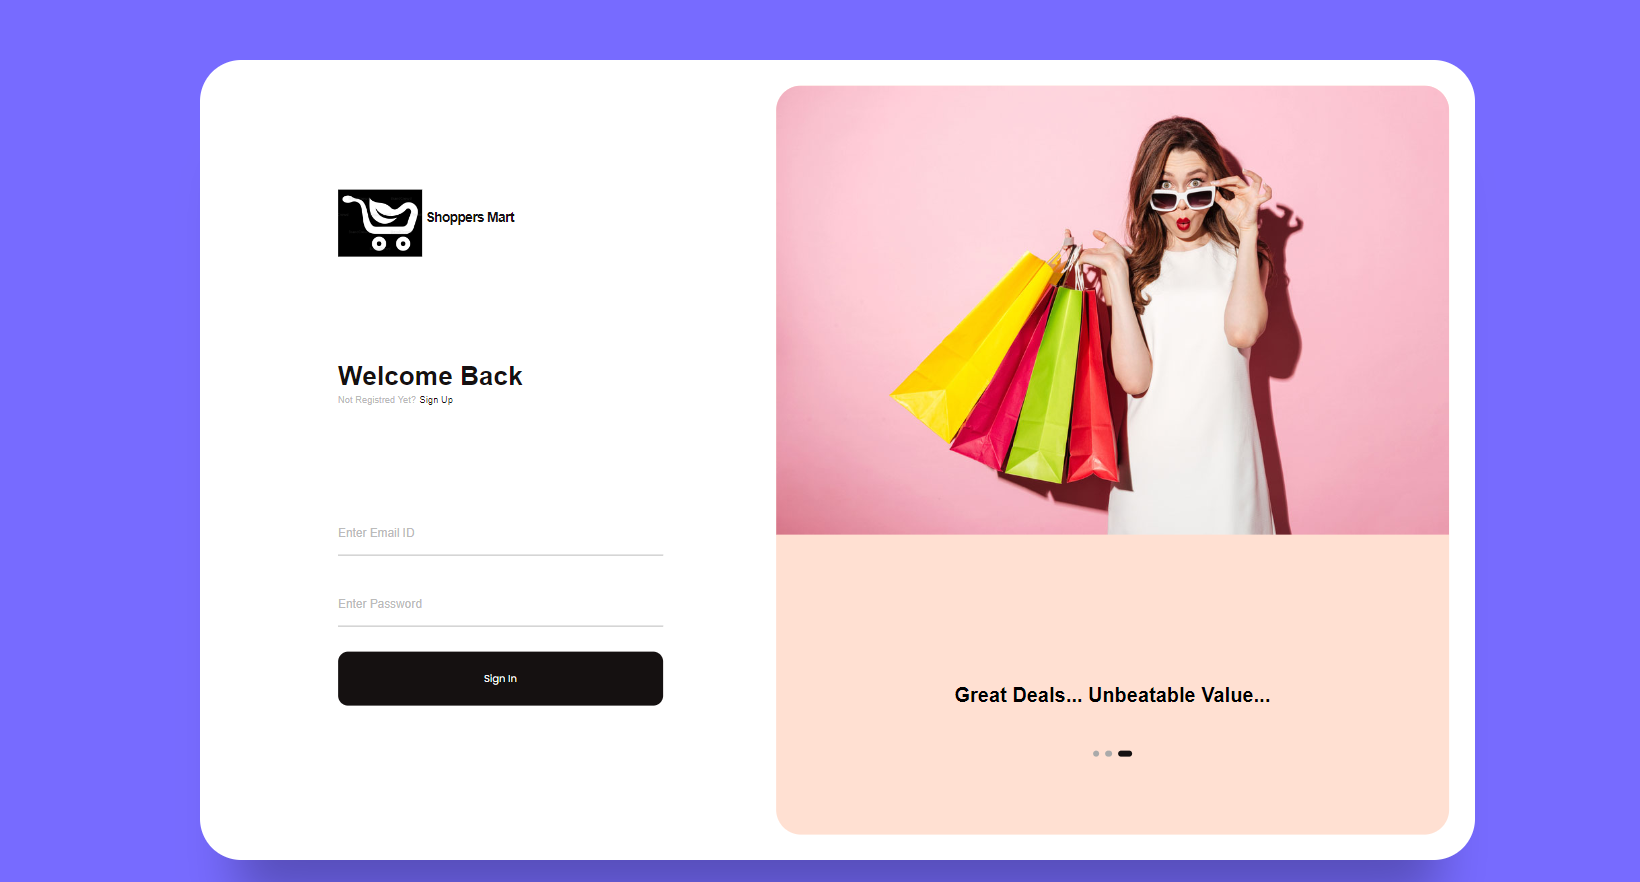 Shoppers Mart
Welcome Back
Not Registred Yet? Sign Up
Enter Email ID
Enter Password
Sign In
Great Deals... Unbeatable Value...